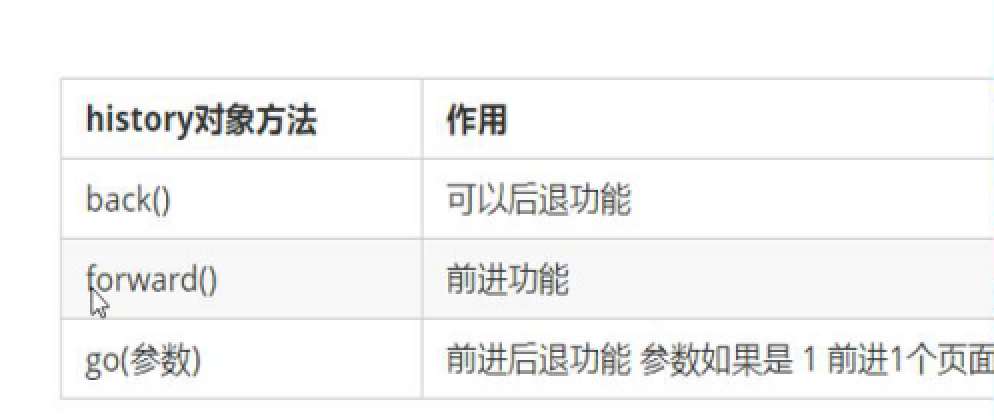 history对象方法 作用
back() 可以后退功能
forward() 前进功能
go(参数) 前进后退功能 参数如果是 1 前进1个页面